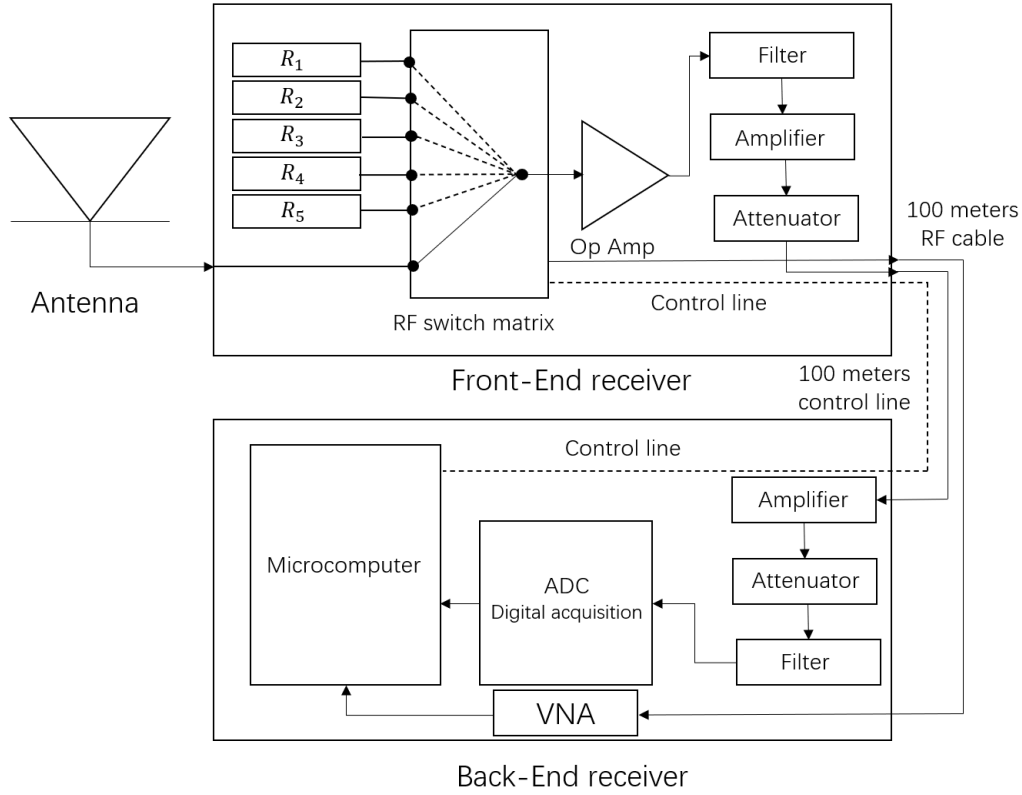 R₁
R₂
R₃
R₄
R₅
Filter
Amplifier
Attenuator
Op Amp
100 meters
RF cable
Antenna
Control line
RF switch matrix
Front-End receiver
100 meters
control line
Control line
Amplifier
Microcomputer
ADC
Digital acquisition
Attenuator
Filter
VNA
Back-End receiver